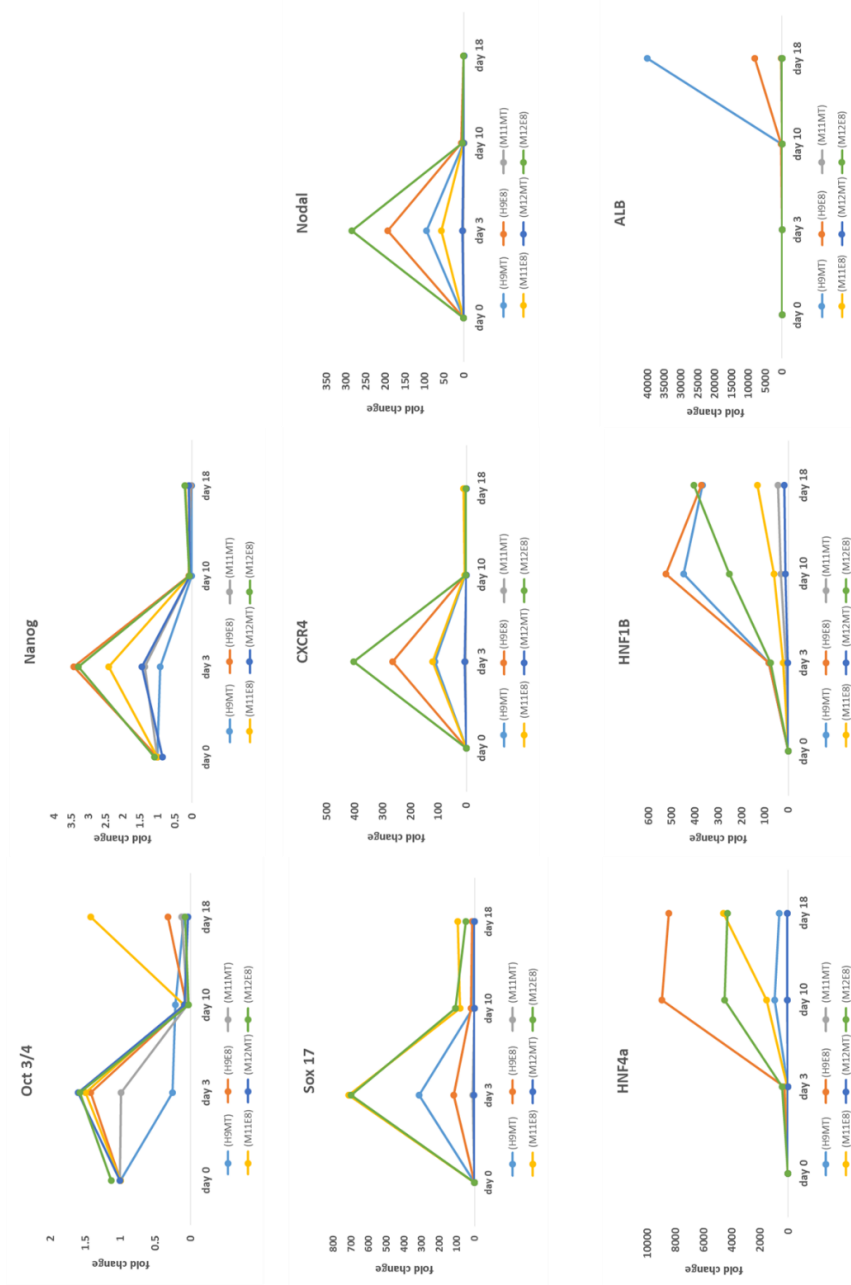 Oct 3/4
fold change
2
1.5
1
0.5
0
day 0 day 3 day 10 day 18
(H9MT) (H9E8) (M11MT)
(M11E8) (M12MT) (M12E8)
Nanog
fold change
4
3.5
3
2.5
2
1.5
1
0.5
0
day 0 day 3 day 10 day 18
(H9MT) (H9E8) (M11MT)
(M11E8) (M12MT) (M12E8)
Sox 17
fold change
800
700
600
500
400
300
200
100
0
day 0 day 3 day 10 day 18
(H9MT) (H9E8) (M11MT)
(M11E8) (M12MT) (M12E8)
CXCR4
fold change
500
400
300
200
100
0
day 0 day 3 day 10 day 18
(H9MT) (H9E8) (M11MT)
(M11E8) (M12MT) (M12E8)
Nodal
fold change
350
300
250
200
150
100
50
0
day 0 day 3 day 10 day 18
(H9MT) (H9E8) (M11MT)
(M11E8) (M12MT) (M12E8)
HNF4a
fold change
10000
8000
6000
4000
2000
0
day 0 day 3 day 10 day 18
(H9MT) (H9E8) (M11MT)
(M11E8) (M12MT) (M12E8)
HNF1B
fold change
600
500
400
300
200
100
0
day 0 day 3 day 10 day 18
(H9MT) (H9E8) (M11MT)
(M11E8) (M12MT) (M12E8)
ALB
fold change
40000
35000
30000
25000
20000
15000
10000
5000
0
day 0 day 3 day 10 day 18
(H9MT) (H9E8) (M11MT)
(M11E8) (M12MT) (M12E8)